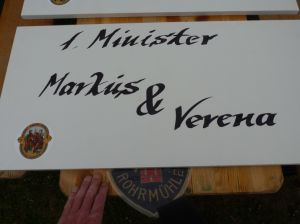 1. Minister
Markus
&
Verena
ROHRMÜHLE